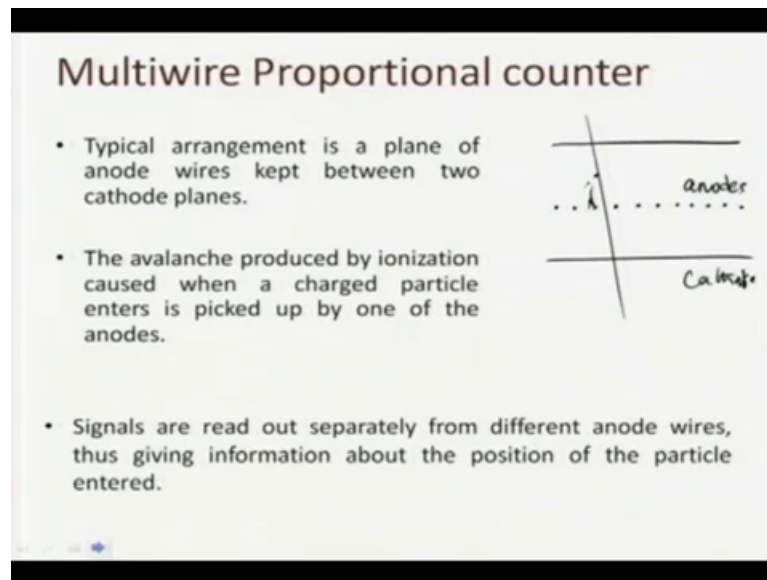 Multiwire Proportional counter
• Typical arrangement is a plane of
anode wires kept between two
cathode planes.
anodes
• The avalanche produced by ionization
caused when a charged particle
enters is picked up by one of the
anodes.
• Signals are read out separately from different anode wires,
thus giving information about the position of the particle
entered.